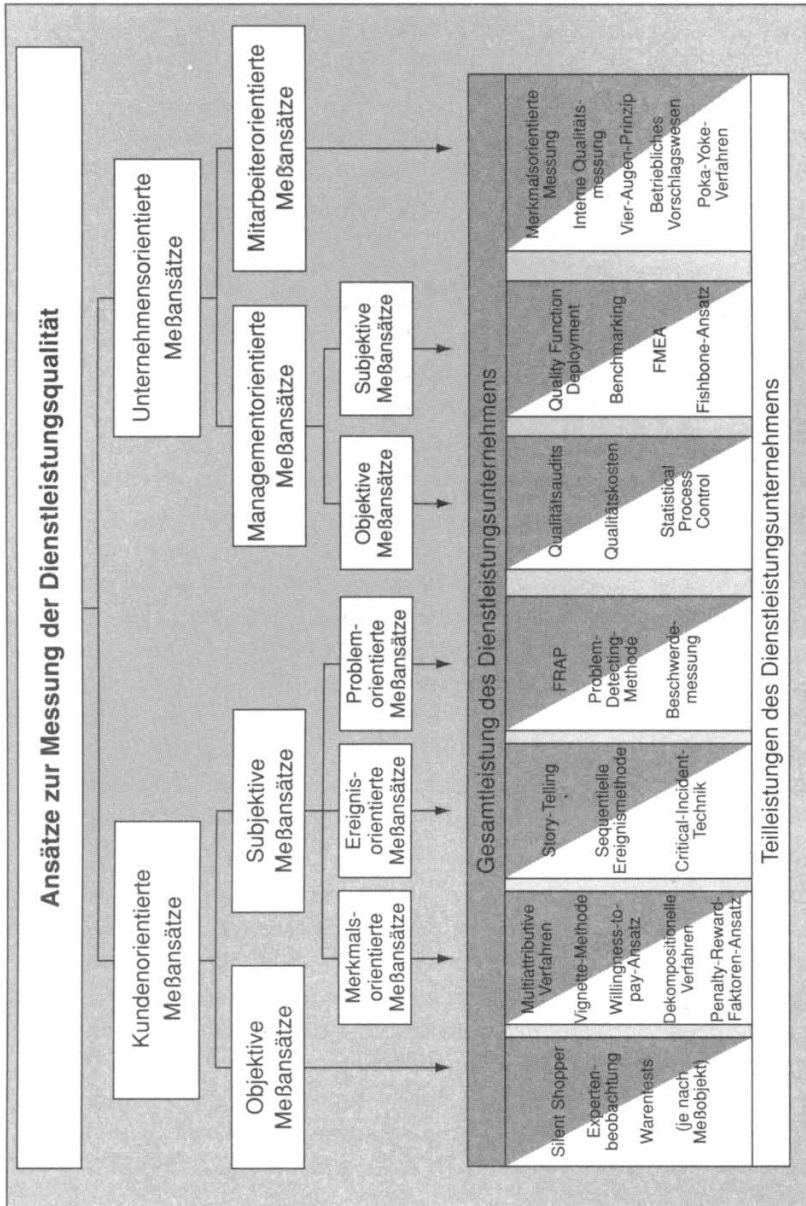 Ansätze zur Messung der Dienstleistungsqualität
Kundenorientierte
Meßansätze
Unternehmensorientierte
Meßansätze
Objektive
Meßansätze
Subjektive
Meßansätze
Managementorientierte
Meßansätze
Mitarbeiterorientierte
Meßansätze
Merkmals-
orientierte
Meßansätze
Ereignis-
orientierte
Meßansätze
Problem-
orientierte
Meßansätze
Objektive
Meßansätze
Subjektive
Meßansätze
Gesamtleistung des Dienstleistungsunternehmens
Silent Shopper
Experten-
beobachtung
Warentests
(je nach
Meßobjekt)
Multiattributive
Verfahren
Vignette-Methode
Willingness-to-
pay-Ansatz
Dekompositionelle
Verfahren
Penalty-Reward-
Faktoren-Ansatz
Story-Telling
Sequentielle
Ereignismethode
Critical-Incident-
Technik
FRAP
Problem-
Detecting-
Methode
Beschwerde-
messung
Qualitätsaudits
Qualitätskosten
Statistical
Process
Control
Quality Function
Deployment
Benchmarking
FMEA
Fishbone-Ansatz
Merkmalsorientierte
Messung
Interne Qualitäts-
messung
Vier-Augen-Prinzip
Betriebliches
Vorschlagswesen
Poka-Yoke-
Verfahren
Teilleistungen des Dienstleistungsunternehmens